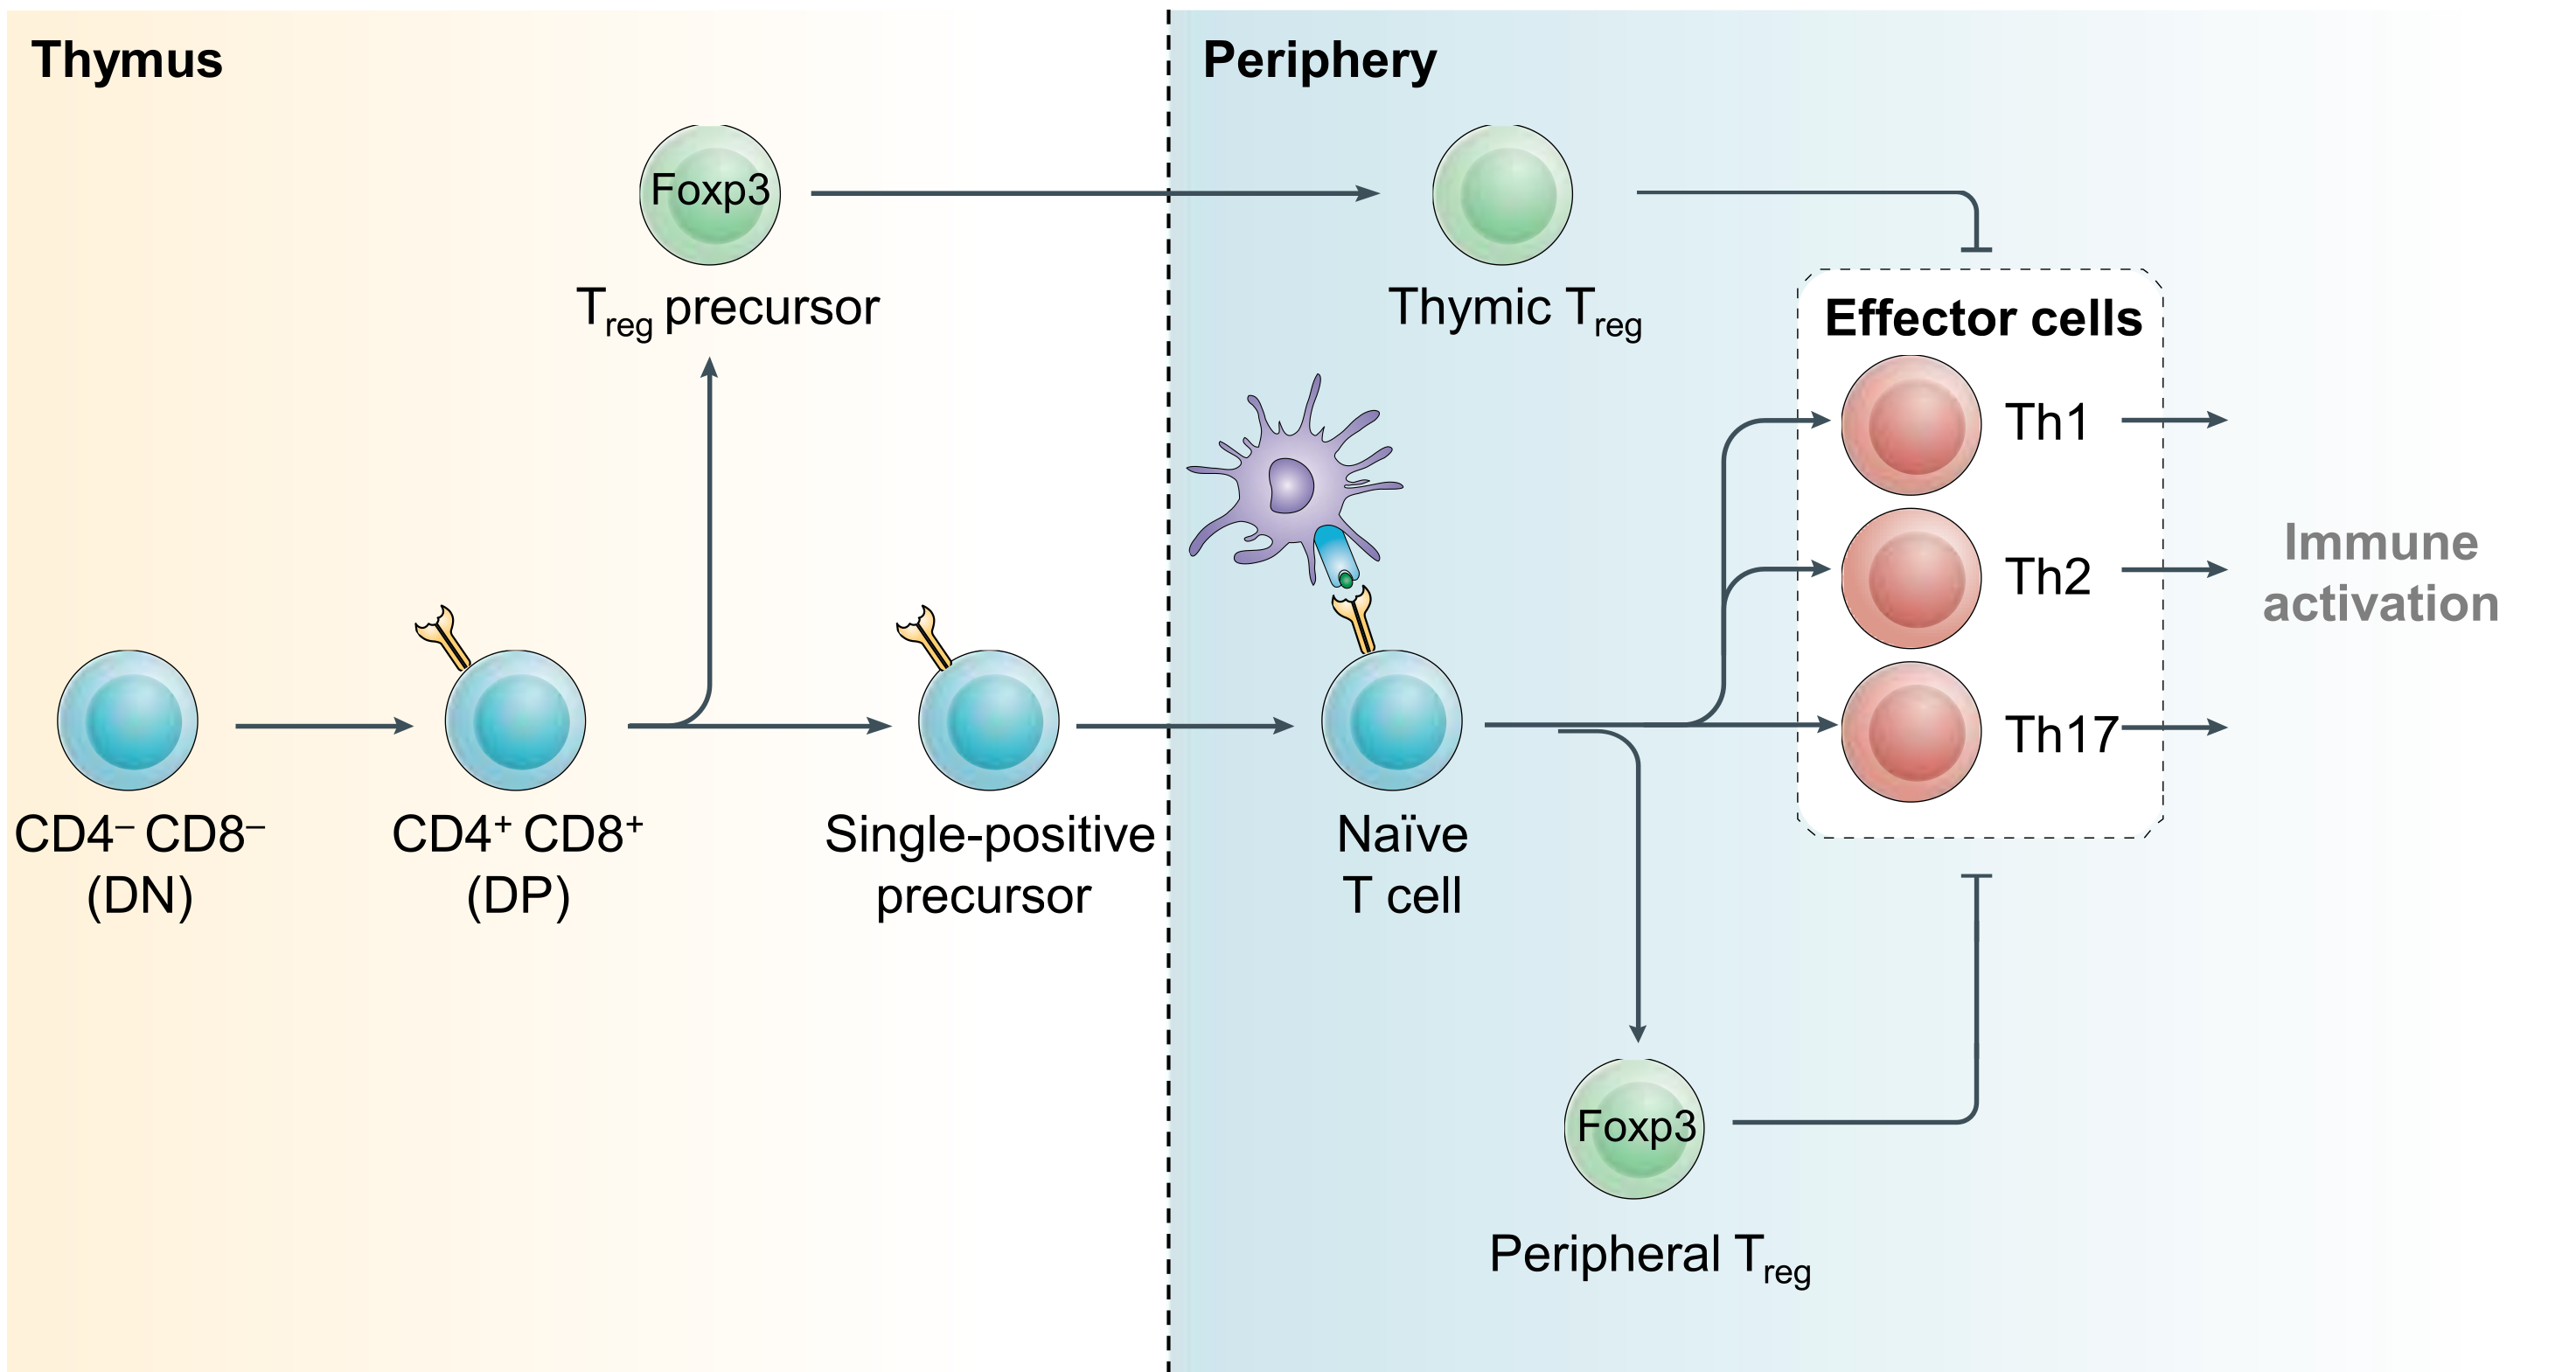 Thymus
Periphery
Foxp3
Treg precursor
Thymic Treg
Effector cells
Th1
Th2
Th17
Immune
activation
CD4– CD8–
(DN)
CD4+ CD8+
(DP)
Single-positive
precursor
Naïve
T cell
Foxp3
Peripheral Treg